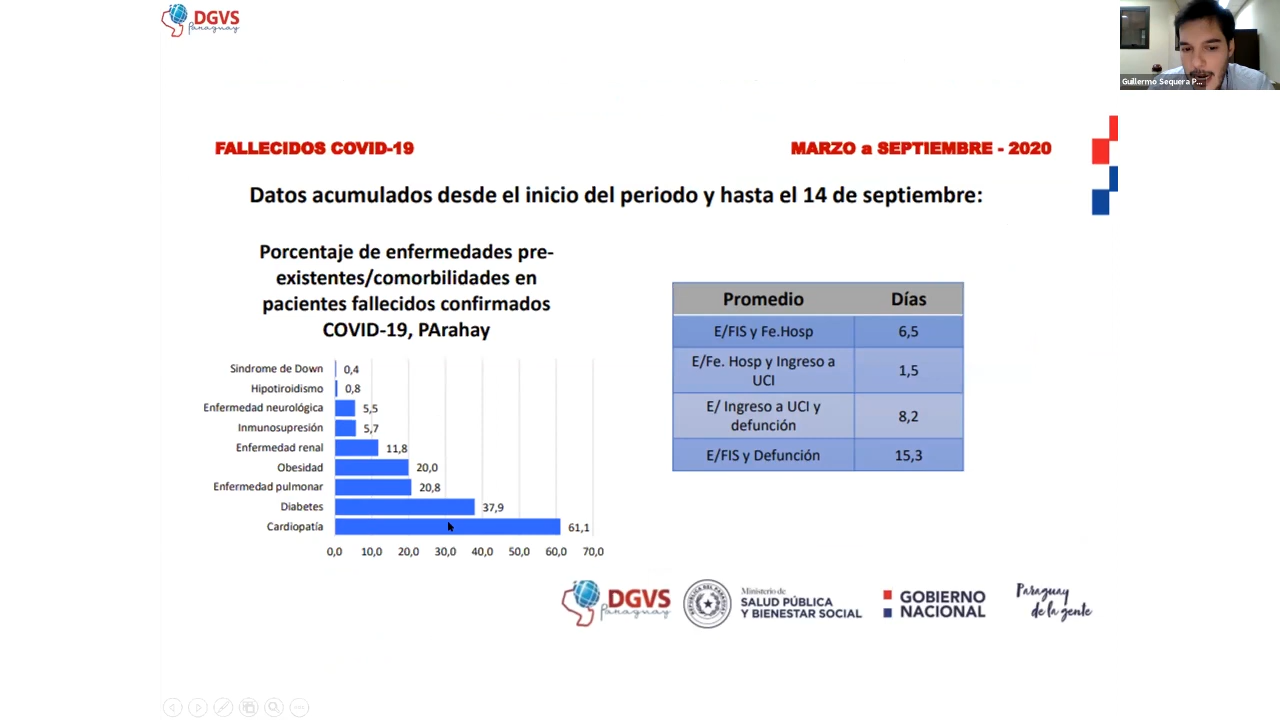 DGVS
Paraguay
Guillermo Sequera P...
FALLECIDOS COVID-19
MARZO a SEPTIEMBRE - 2020
Datos acumulados desde el inicio del periodo y hasta el 14 de septiembre:
Porcentaje de enfermedades pre-
existentes/comorbilidades en
pacientes fallecidos confirmados
COVID-19, PArahay
Sindrome de Down 0,4
Hipotiroidismo 0,8
Enfermedad neurológica 5,5
Inmunosupresión 5,7
Enfermedad renal 11,8
Obesidad 20,0
Enfermedad pulmonar 20,8
Diabetes 37,9
Cardiopatía 61,1
0,0 10,0 20,0 30,0 40,0 50,0 60,0 70,0
Promedio Días
E/FIS y Fe.Hosp 6,5
E/Fe. Hosp y Ingreso a
UCI 1,5
E/ Ingreso a UCI y
defunción 8,2
E/FIS y Defunción 15,3
DGVS
Paraguay
Ministerio de
SALUD PÚBLICA
Y BIENESTAR SOCIAL
GOBIERNO
NACIONAL
Paraguay
de la gente